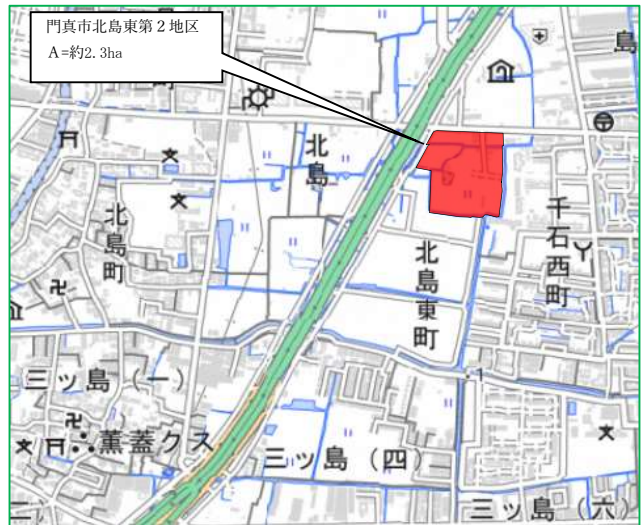 門真市北島東第２地区
A=約2.3ha
島
町
北島
北島町
北島東町
千石西町
三ッ島（一）
薫蓋クス
三ッ島（四）
三ッ島（六）